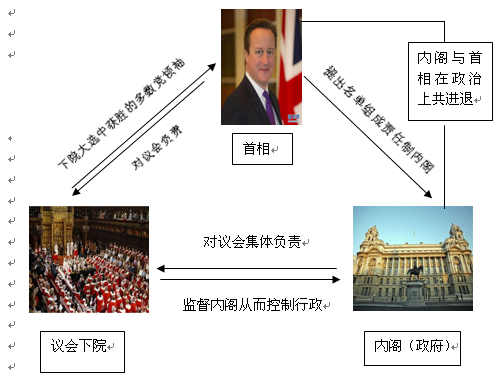 内阁与首
相在政治
上共进退
下院大选中获胜的多数党领袖
对议会负责
提出名单组成责任制内阁
首相
对议会集体负责
监督内阁从而控制行政
议会下院
内阁（政府）